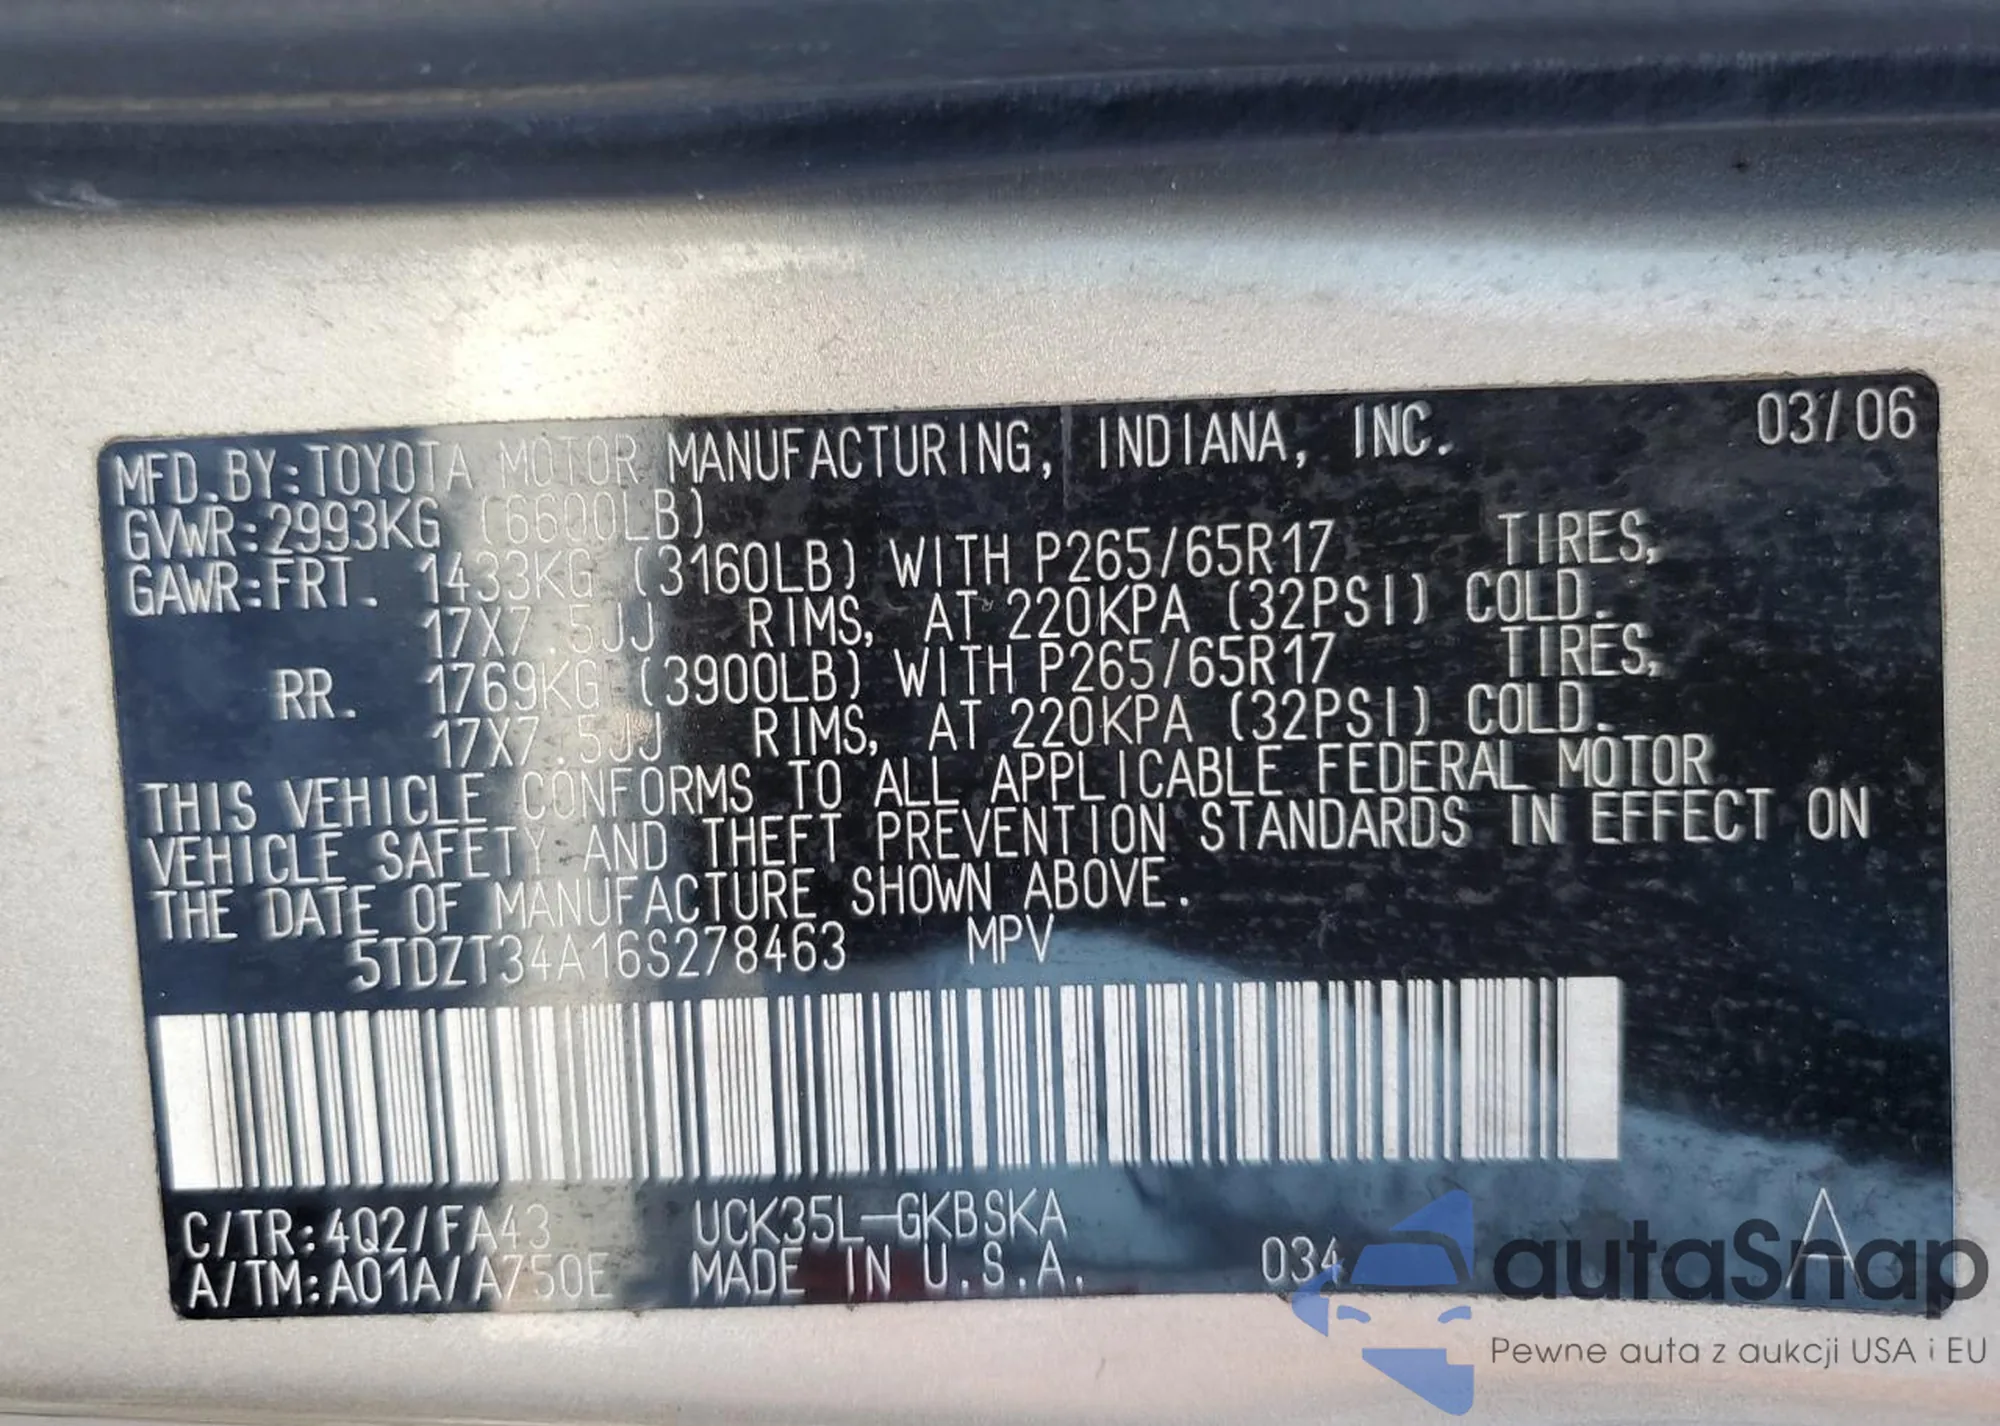 03/06
MFD.BY:TOYOTA MOTOR MANUFACTURING, INDIANA, INC.
GVWR:2993KG (6600LB)
GAWR:FRT. 1433KG (3160LB) WITH P265/65R17 TIRES,
17X7.5JJ RIMS, AT 220KPA (32PSI) COLD.
RR. 1769KG (3900LB) WITH P265/65R17 TIRES,
17X7.5JJ RIMS, AT 220KPA (32PSI) COLD.
THIS VEHICLE CONFORMS TO ALL APPLICABLE FEDERAL MOTOR
VEHICLE SAFETY AND THEFT PREVENTION STANDARDS IN EFFECT ON
THE DATE OF MANUFACTURE SHOWN ABOVE.
5TDZT34A16S278463 MPV
C/TR:4Q2/FA43 UCK35L-GKBSKA
A/TM:A01A/A750E MADE IN U.S.A. 034 A
autaSnap
Pewne auta z aukcji USA i EU